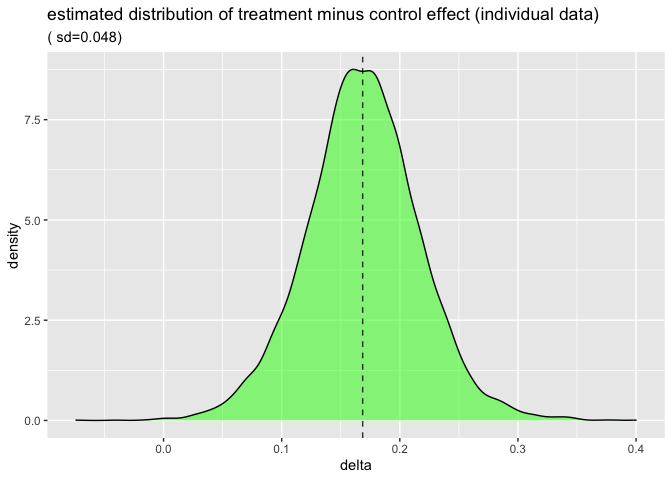 estimated distribution of treatment minus control effect (individual data)
( sd=0.048)
7.5
5.0
2.5
0.0
density
0.0 0.1 0.2 0.3 0.4
delta